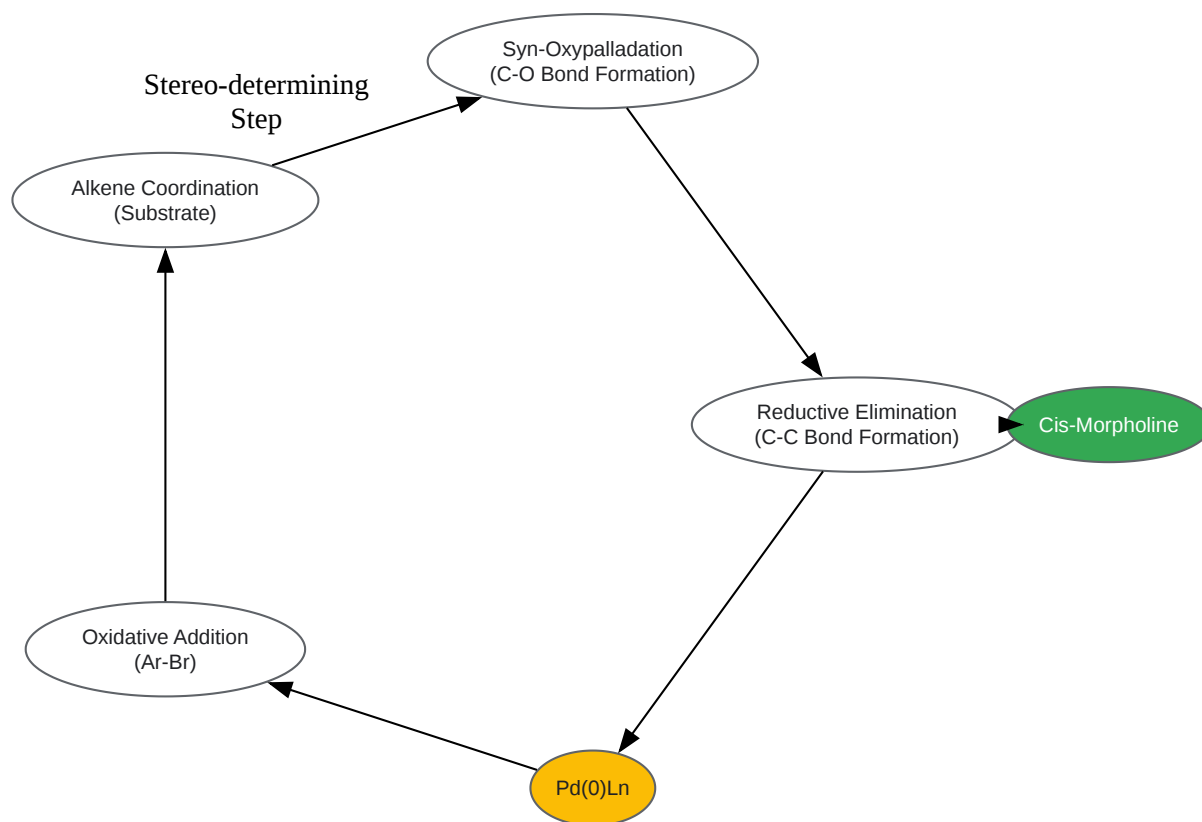 Syn-Oxypalladation
(C-O Bond Formation)
Stereo-determining
Step
Alkene Coordination
(Substrate)
Reductive Elimination
(C-C Bond Formation)
Cis-Morpholine
Oxidative Addition
(Ar-Br)
Pd(0)Ln